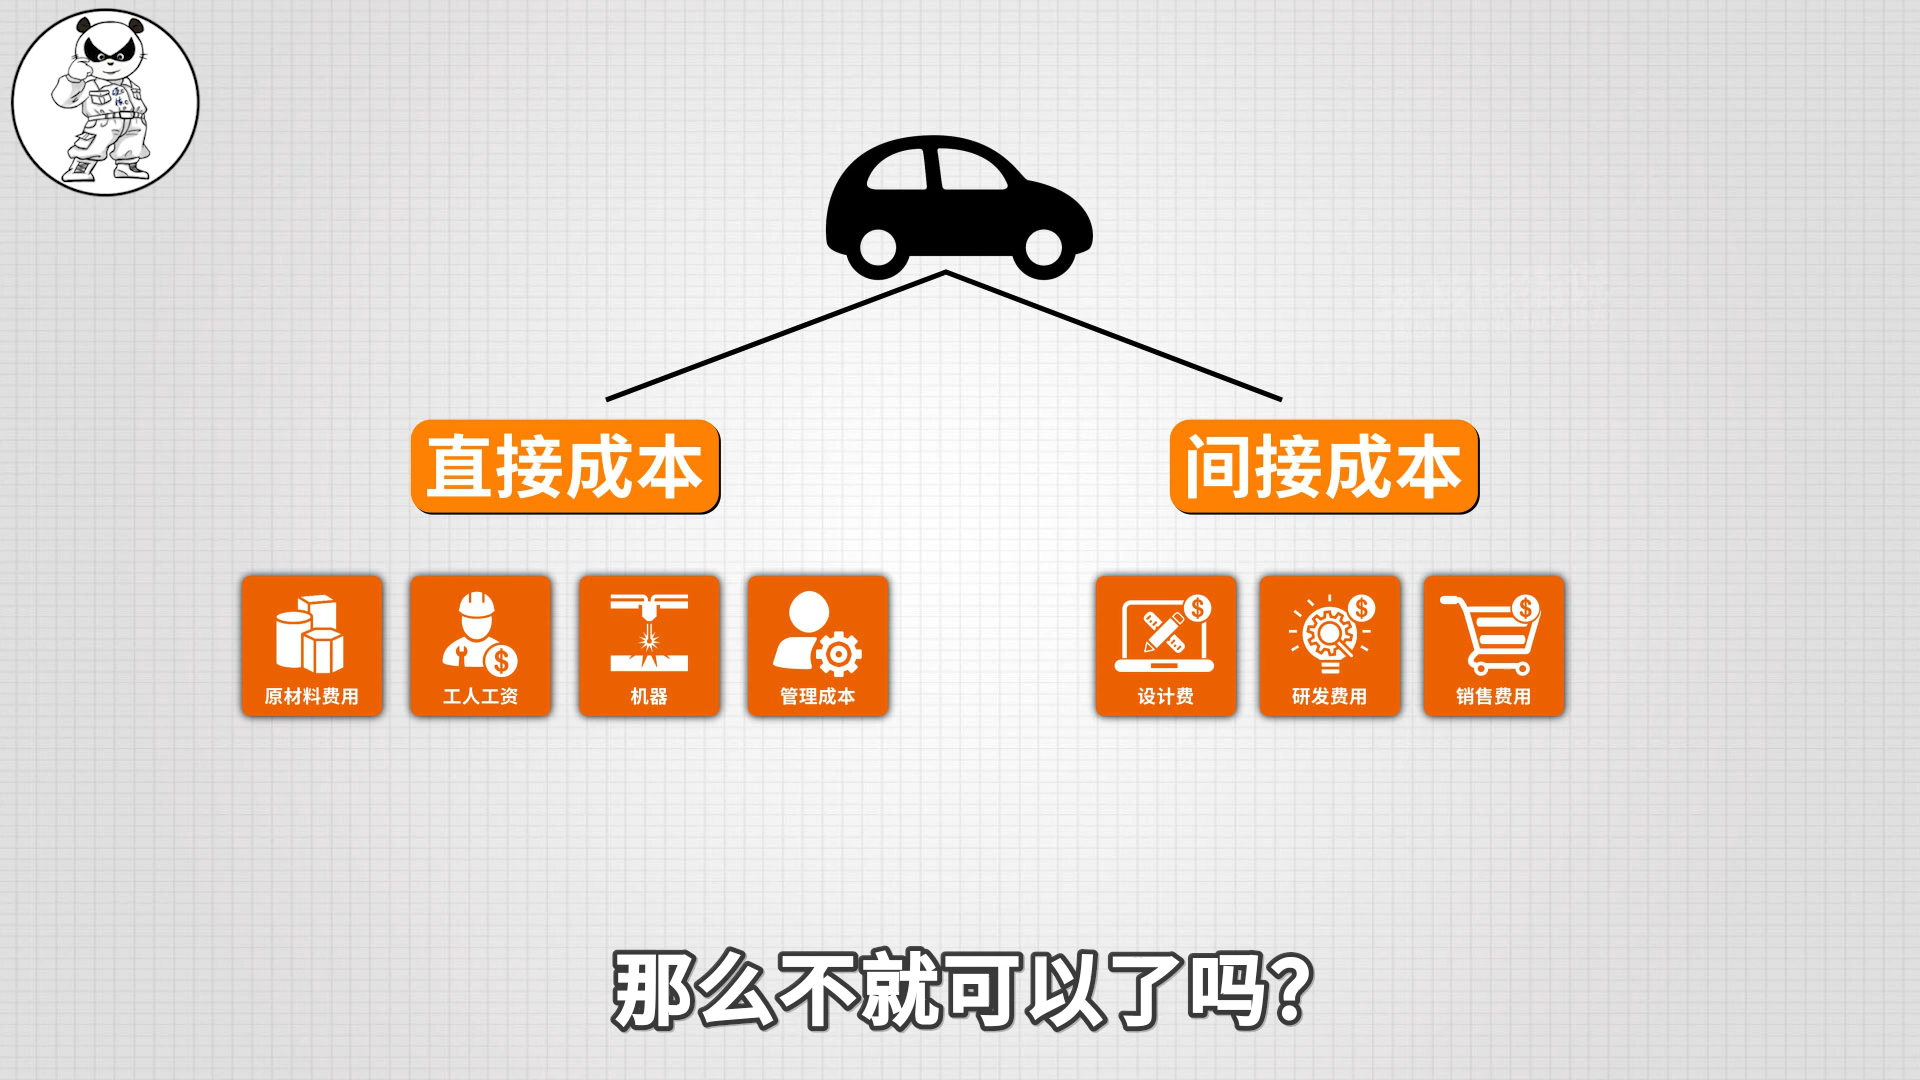 直接成本
间接成本
原材料费用
工人工资
机器
管理成本
设计费
研发费用
销售费用
那么不就可以了吗？